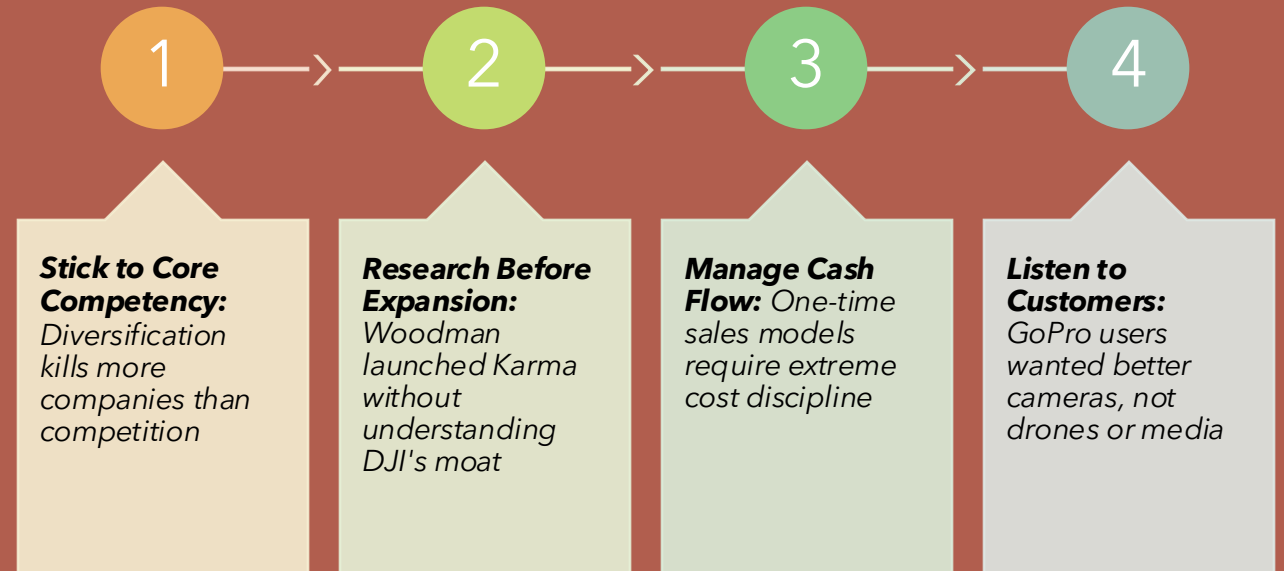 1
2
3
4
Stick to Core
Competency:
Diversification
kills more
companies than
competition
Research Before
Expansion:
Woodman
launched Karma
without
understanding
DJI's moat
Manage Cash
Flow: One-time
sales models
require extreme
cost discipline
Listen to
Customers:
GoPro users
wanted better
cameras, not
drones or media